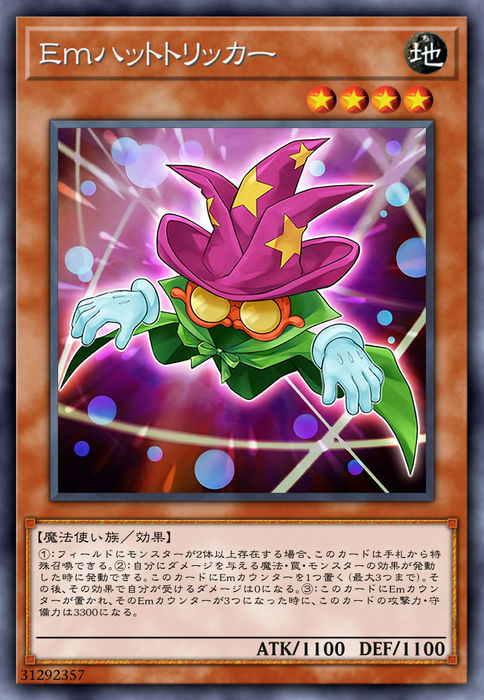 Emハットトリッカー
ち
地
【魔法使い族／効果】
①:フィールドにモンスターが2体以上存在する場合、このカードは手札から特
殊召喚できる。②:自分にダメージを与える魔法・罠・モンスターの効果が発動
した時に発動できる。このカードにEmカウンターを1つ置く(最大3つまで)。そ
の後、その効果で自分が受けるダメージは0になる。③:このカードにEmカウン
ターが置かれ、そのEmカウンターが3つになった時に、このカードの攻撃力・守
備力は3300になる。
ATK/1100 DEF/1100
31292357